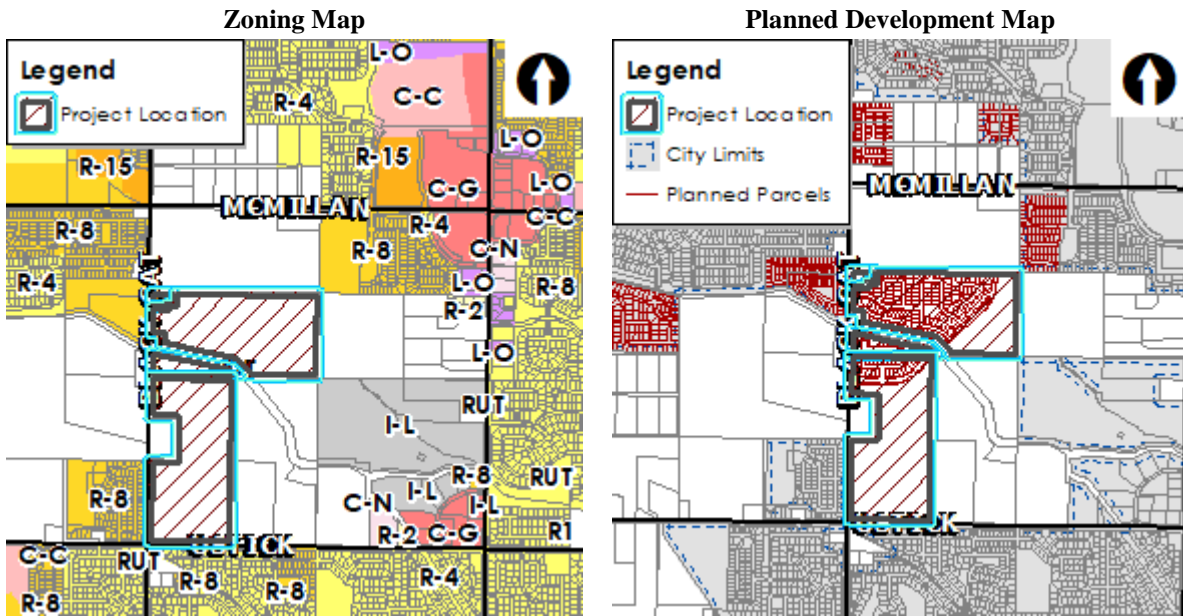 Zoning Map
Planned Development Map
Legend
Project Location
L-O
C-C
R-4
R-15
R-15
L-O
L-O
C-G
C-C
MCMILLAN
R-4
R-8
R-8
C-N
R-4
L-O
R-8
R-2
L-O
RUT
I-L
R-8
RUT
R-8
I-L
I-L
C-N
R-2
C-G
R1
C-C
RUT
R-8
R-8
R-4
R-8
Legend
Project Location
City Limits
Planned Parcels
MCMILLAN